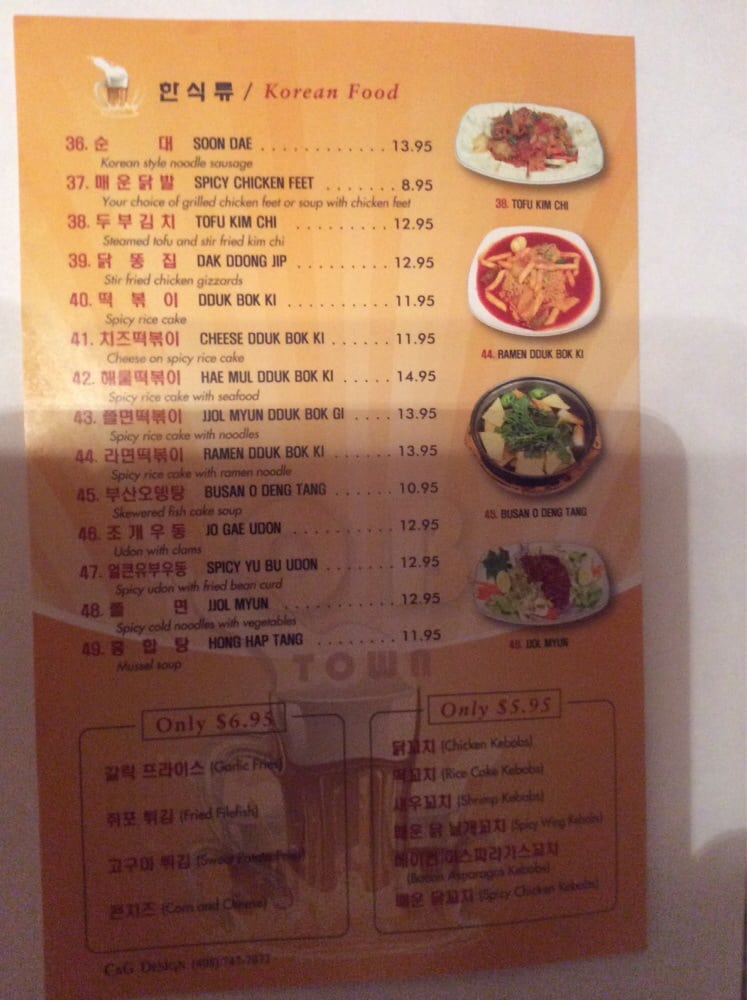 한식류 / Korean Food
36. 순 대 SOON DAE . . . . . . . . . . . . 13.95
Korean style noodle sausage
37. 매운닭발 SPICY CHICKEN FEET . . . . . . . 8.95
Your choice of grilled chicken feet or soup with chicken feet
38. 두부김치 TOFU KIM CHI . . . . . . . . . 12.95
Steamed tofu and stir fried kim chi
39. 닭 똥 집 DAK DDONG JIP . . . . . . . . . 12.95
Stir fried chicken gizzards
40. 떡 볶 이 DDUK BOK KI . . . . . . . . . . 11.95
Spicy rice cake
41. 치즈떡볶이 CHEESE DDUK BOK KI . . . . . . 11.95
Cheese on spicy rice cake
42. 해물떡볶이 HAE MUL DDUK BOK KI . . . . . 14.95
Spicy rice cake with seafood
43. 쫄면떡볶이 JJOL MYUN DDUK BOK GI . . . . 13.95
Spicy rice cake with noodles
44. 라면떡볶이 RAMEN DDUK BOK KI . . . . . . 13.95
Spicy rice cake with ramen noodle
45. 부산오뎅탕 BUSAN O DENG TANG . . . . . . 10.95
Skewered fish cake soup
46. 조개우동 JO GAE UDON . . . . . . . . . . 12.95
Udon with clams
47. 얼큰유부우동 SPICY YU BU UDON . . . . . . . 12.95
Spicy udon with fried bean curd
48. 쫄 면 JJOL MYUN . . . . . . . . . . . 12.95
Spicy cold noodles with vegetables
49. 홍 합 탕 HONG HAP TANG . . . . . . . . 11.95
Mussel soup
38. TOFU KIM CHI
44. RAMEN DDUK BOK KI
45. BUSAN O DENG TANG
48. JJOL MYUN
TOWN
Only $6.95
갈릭 프라이스 (Garlic Fries)
쥐포 튀김 (Fried Filefish)
고구마 튀김 (Sweet Potato Fries)
콘치즈 (Corn and Cheese)
Only $5.95
닭꼬치 (Chicken Kebobs)
떡꼬치 (Rice Cake Kebobs)
새우꼬치 (Shrimp Kebobs)
매운 닭 날개꼬치 (Spicy Wing Kebobs)
베이컨 아스파라가스꼬치
(Bacon Asparagus Kebobs)
매운 닭꼬치 (Spicy Chicken Kebobs)
C&G Design (408)